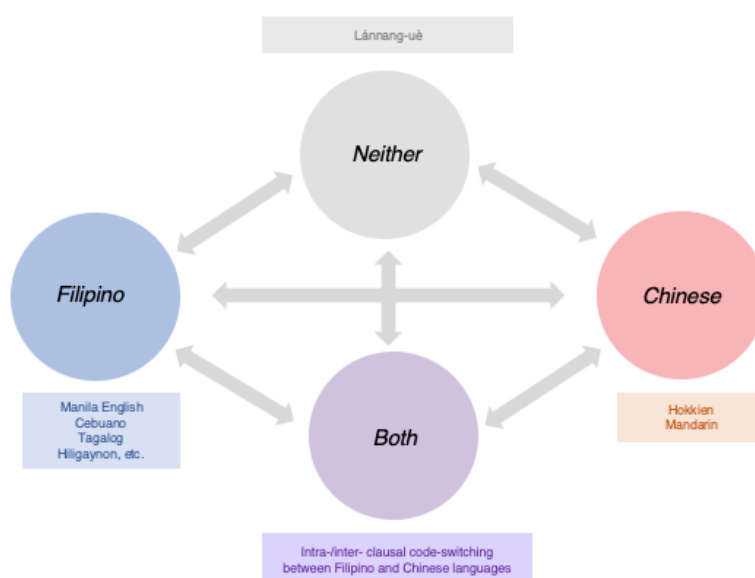 Lánnang-uè
Neither
Filipino
Chinese
Manila English
Cebuano
Tagalog
Hiligaynon, etc.
Hokkien
Mandarin
Both
Intra-/inter- clausal code-switching
between Filipino and Chinese languages